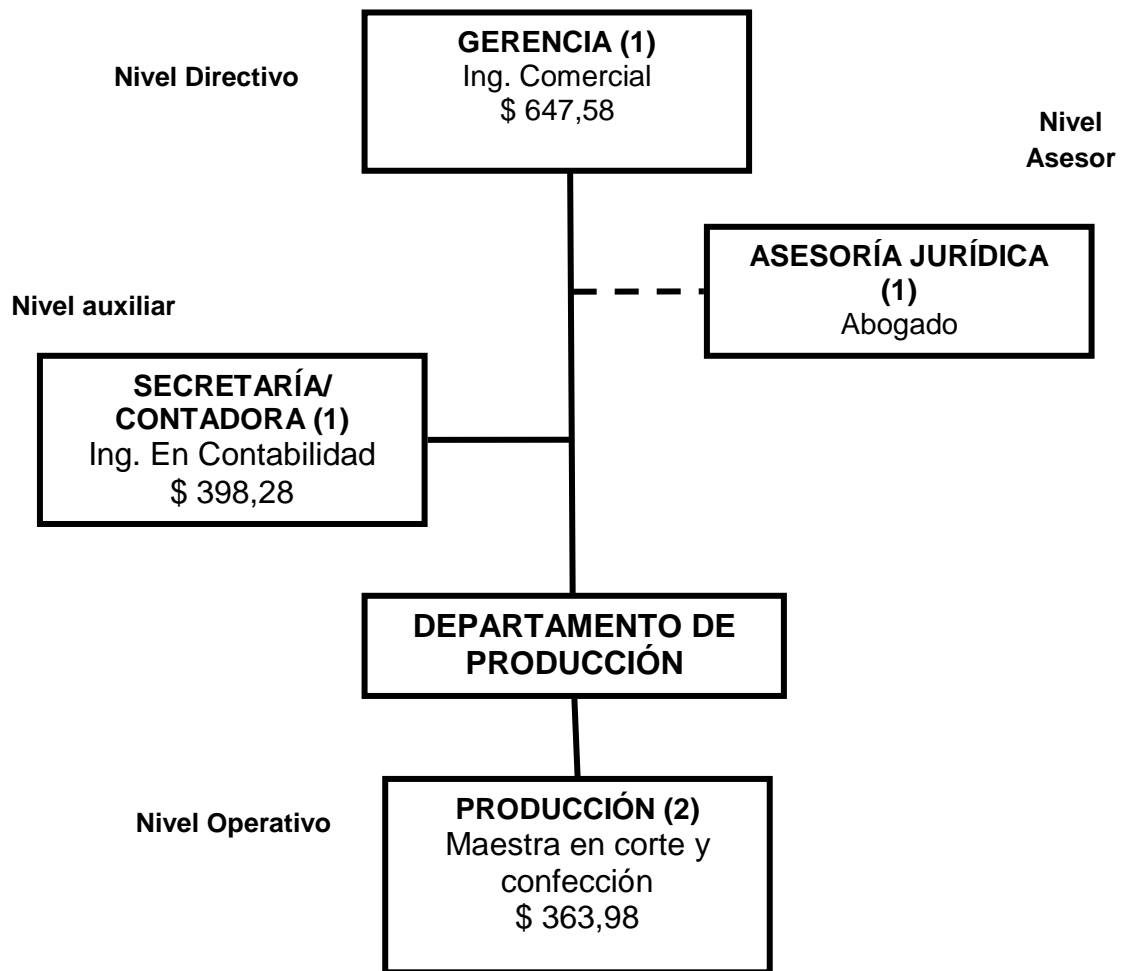 GERENCIA (1)
Ing. Comercial
$ 647,58
Nivel Directivo
Nivel
Asesor
ASESORÍA JURÍDICA
(1)
Abogado
Nivel auxiliar
SECRETARÍA/
CONTADORA (1)
Ing. En Contabilidad
$ 398,28
DEPARTAMENTO DE
PRODUCCIÓN
Nivel Operativo
PRODUCCIÓN (2)
Maestra en corte y
confección
$ 363,98